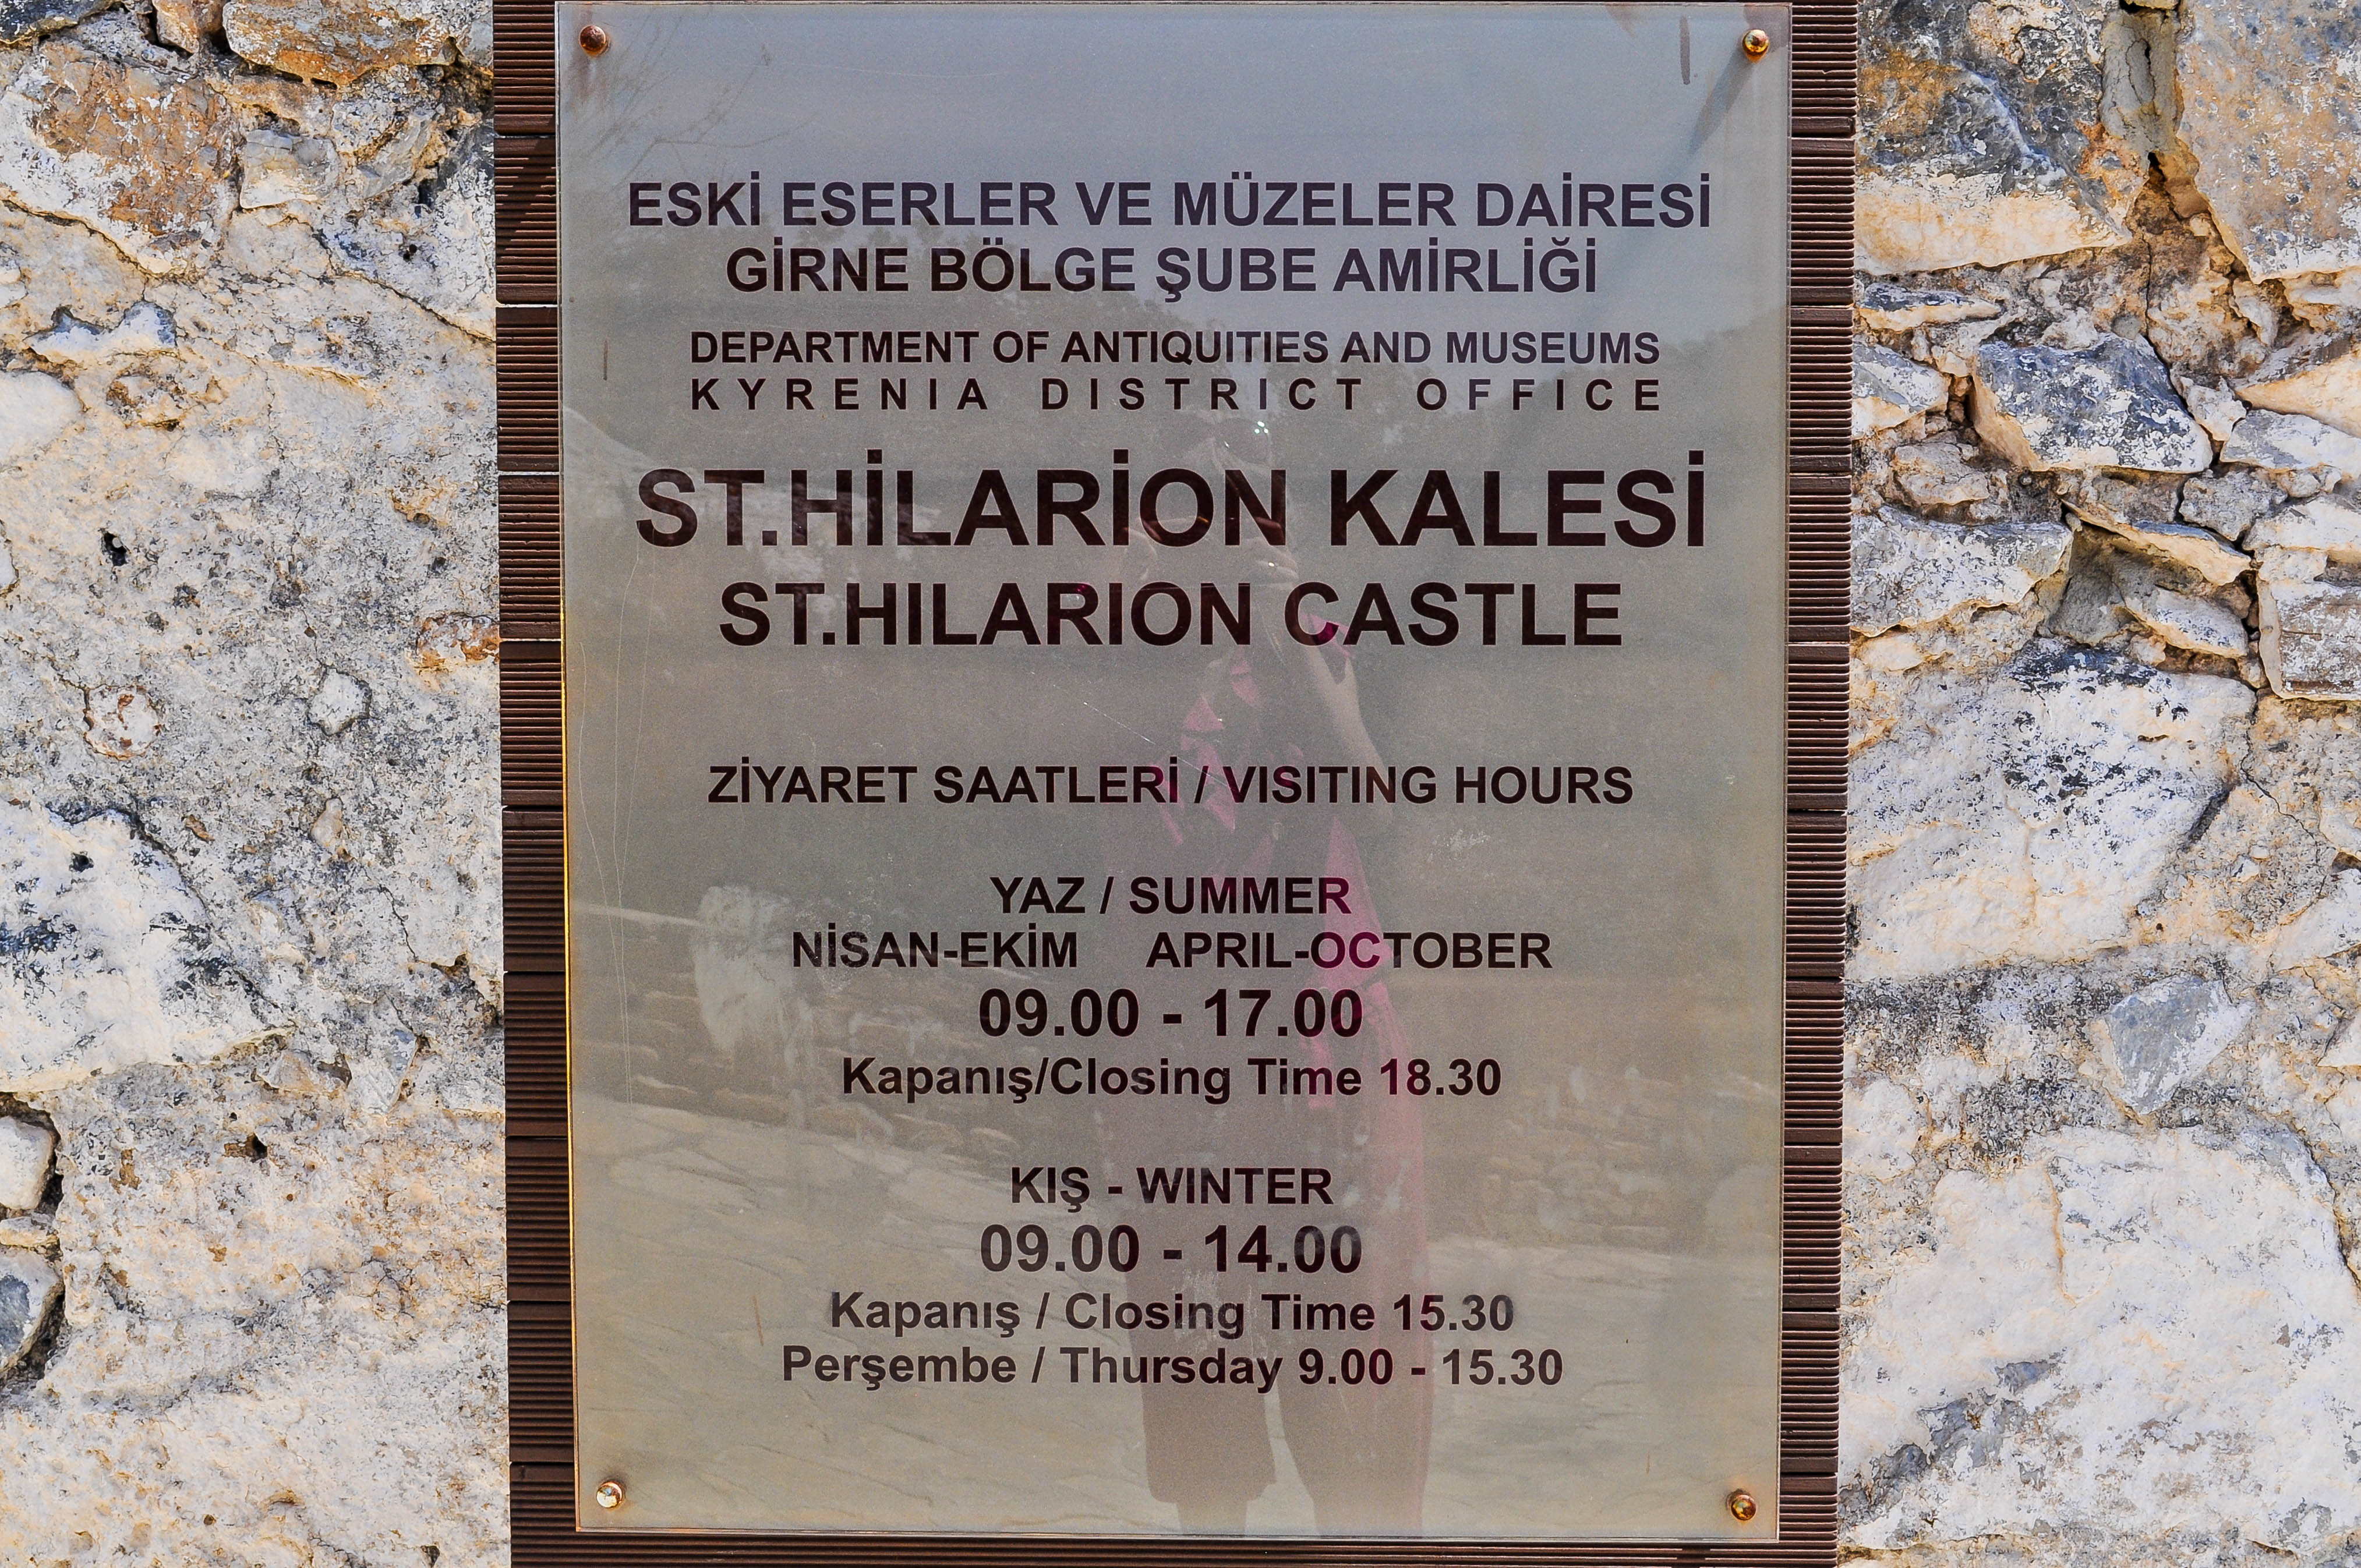 ESKİ ESERLER VE MÜZELER DAİRESİ
GİRNE BÖLGE ŞUBE AMİRLİĞİ
DEPARTMENT OF ANTIQUITIES AND MUSEUMS
KYRENIA DISTRICT OFFICE
ST.HİLARİON KALESİ
ST.HILARION CASTLE
ZİYARET SAATLERİ / VISITING HOURS
YAZ / SUMMER
NİSAN-EKİM APRIL-OCTOBER
09.00 - 17.00
Kapanış/Closing Time 18.30
KIŞ - WINTER
09.00 - 14.00
Kapanış / Closing Time 15.30
Perşembe / Thursday 9.00 - 15.30